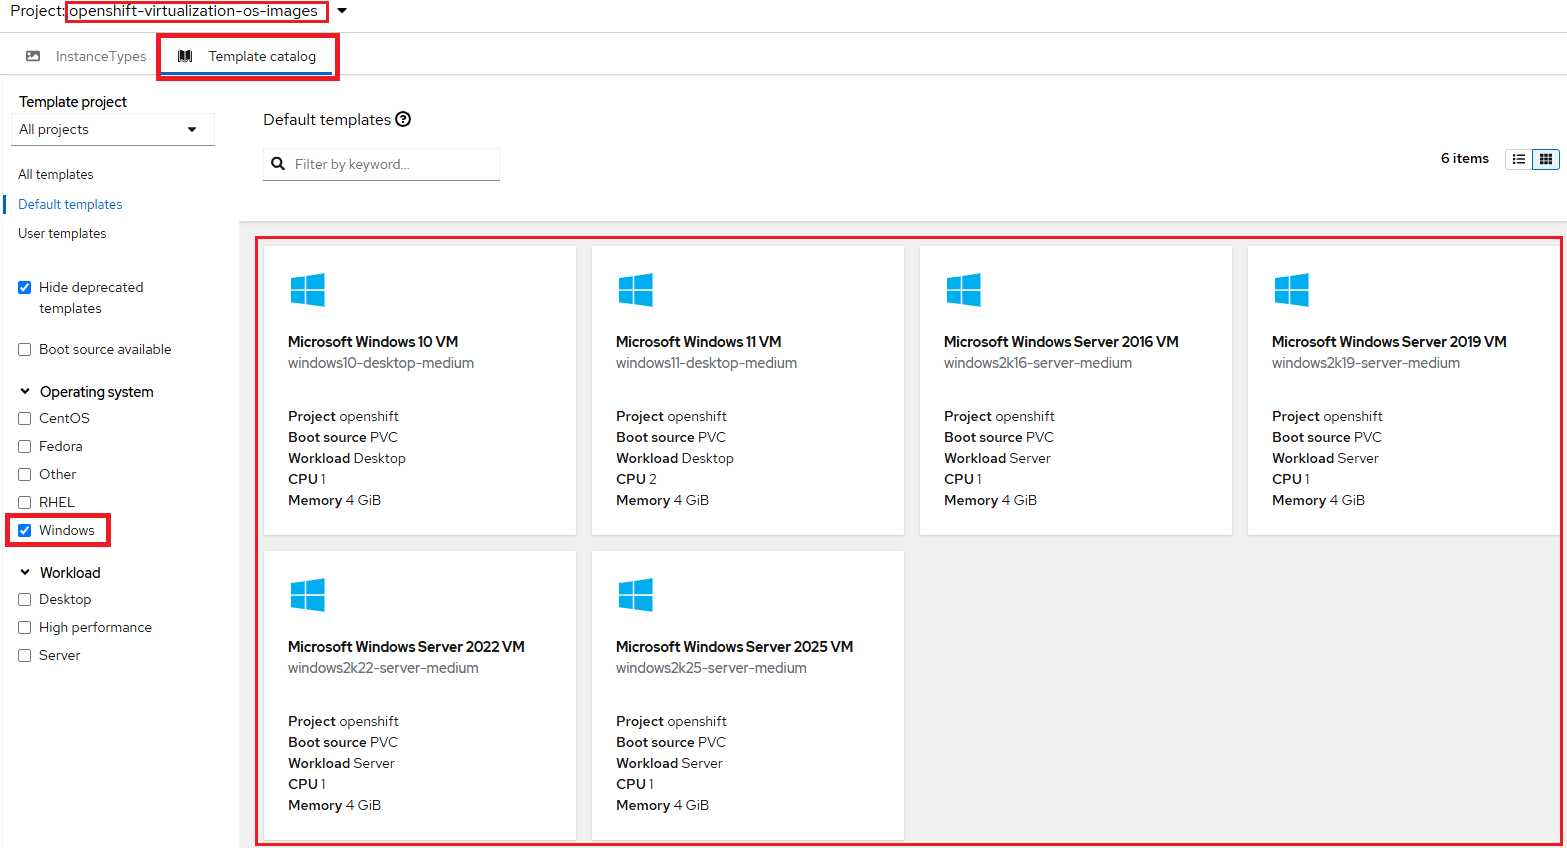 Project: openshift-virtualization-os-images
InstanceTypes
Template catalog
Template project
All projects
All templates
Default templates
User templates
Hide deprecated
templates
Boot source available
Operating system
CentOS
Fedora
Other
RHEL
Windows
Workload
Desktop
High performance
Server
Default templates
Filter by keyword...
6 items
Microsoft Windows 10 VM
windows10-desktop-medium
Project openshift
Boot source PVC
Workload Desktop
CPU 1
Memory 4 GiB
Microsoft Windows 11 VM
windows11-desktop-medium
Project openshift
Boot source PVC
Workload Desktop
CPU 2
Memory 4 GiB
Microsoft Windows Server 2016 VM
windows2k16-server-medium
Project openshift
Boot source PVC
Workload Server
CPU 1
Memory 4 GiB
Microsoft Windows Server 2019 VM
windows2k19-server-medium
Project openshift
Boot source PVC
Workload Server
CPU 1
Memory 4 GiB
Microsoft Windows Server 2022 VM
windows2k22-server-medium
Project openshift
Boot source PVC
Workload Server
CPU 1
Memory 4 GiB
Microsoft Windows Server 2025 VM
windows2k25-server-medium
Project openshift
Boot source PVC
Workload Server
CPU 1
Memory 4 GiB